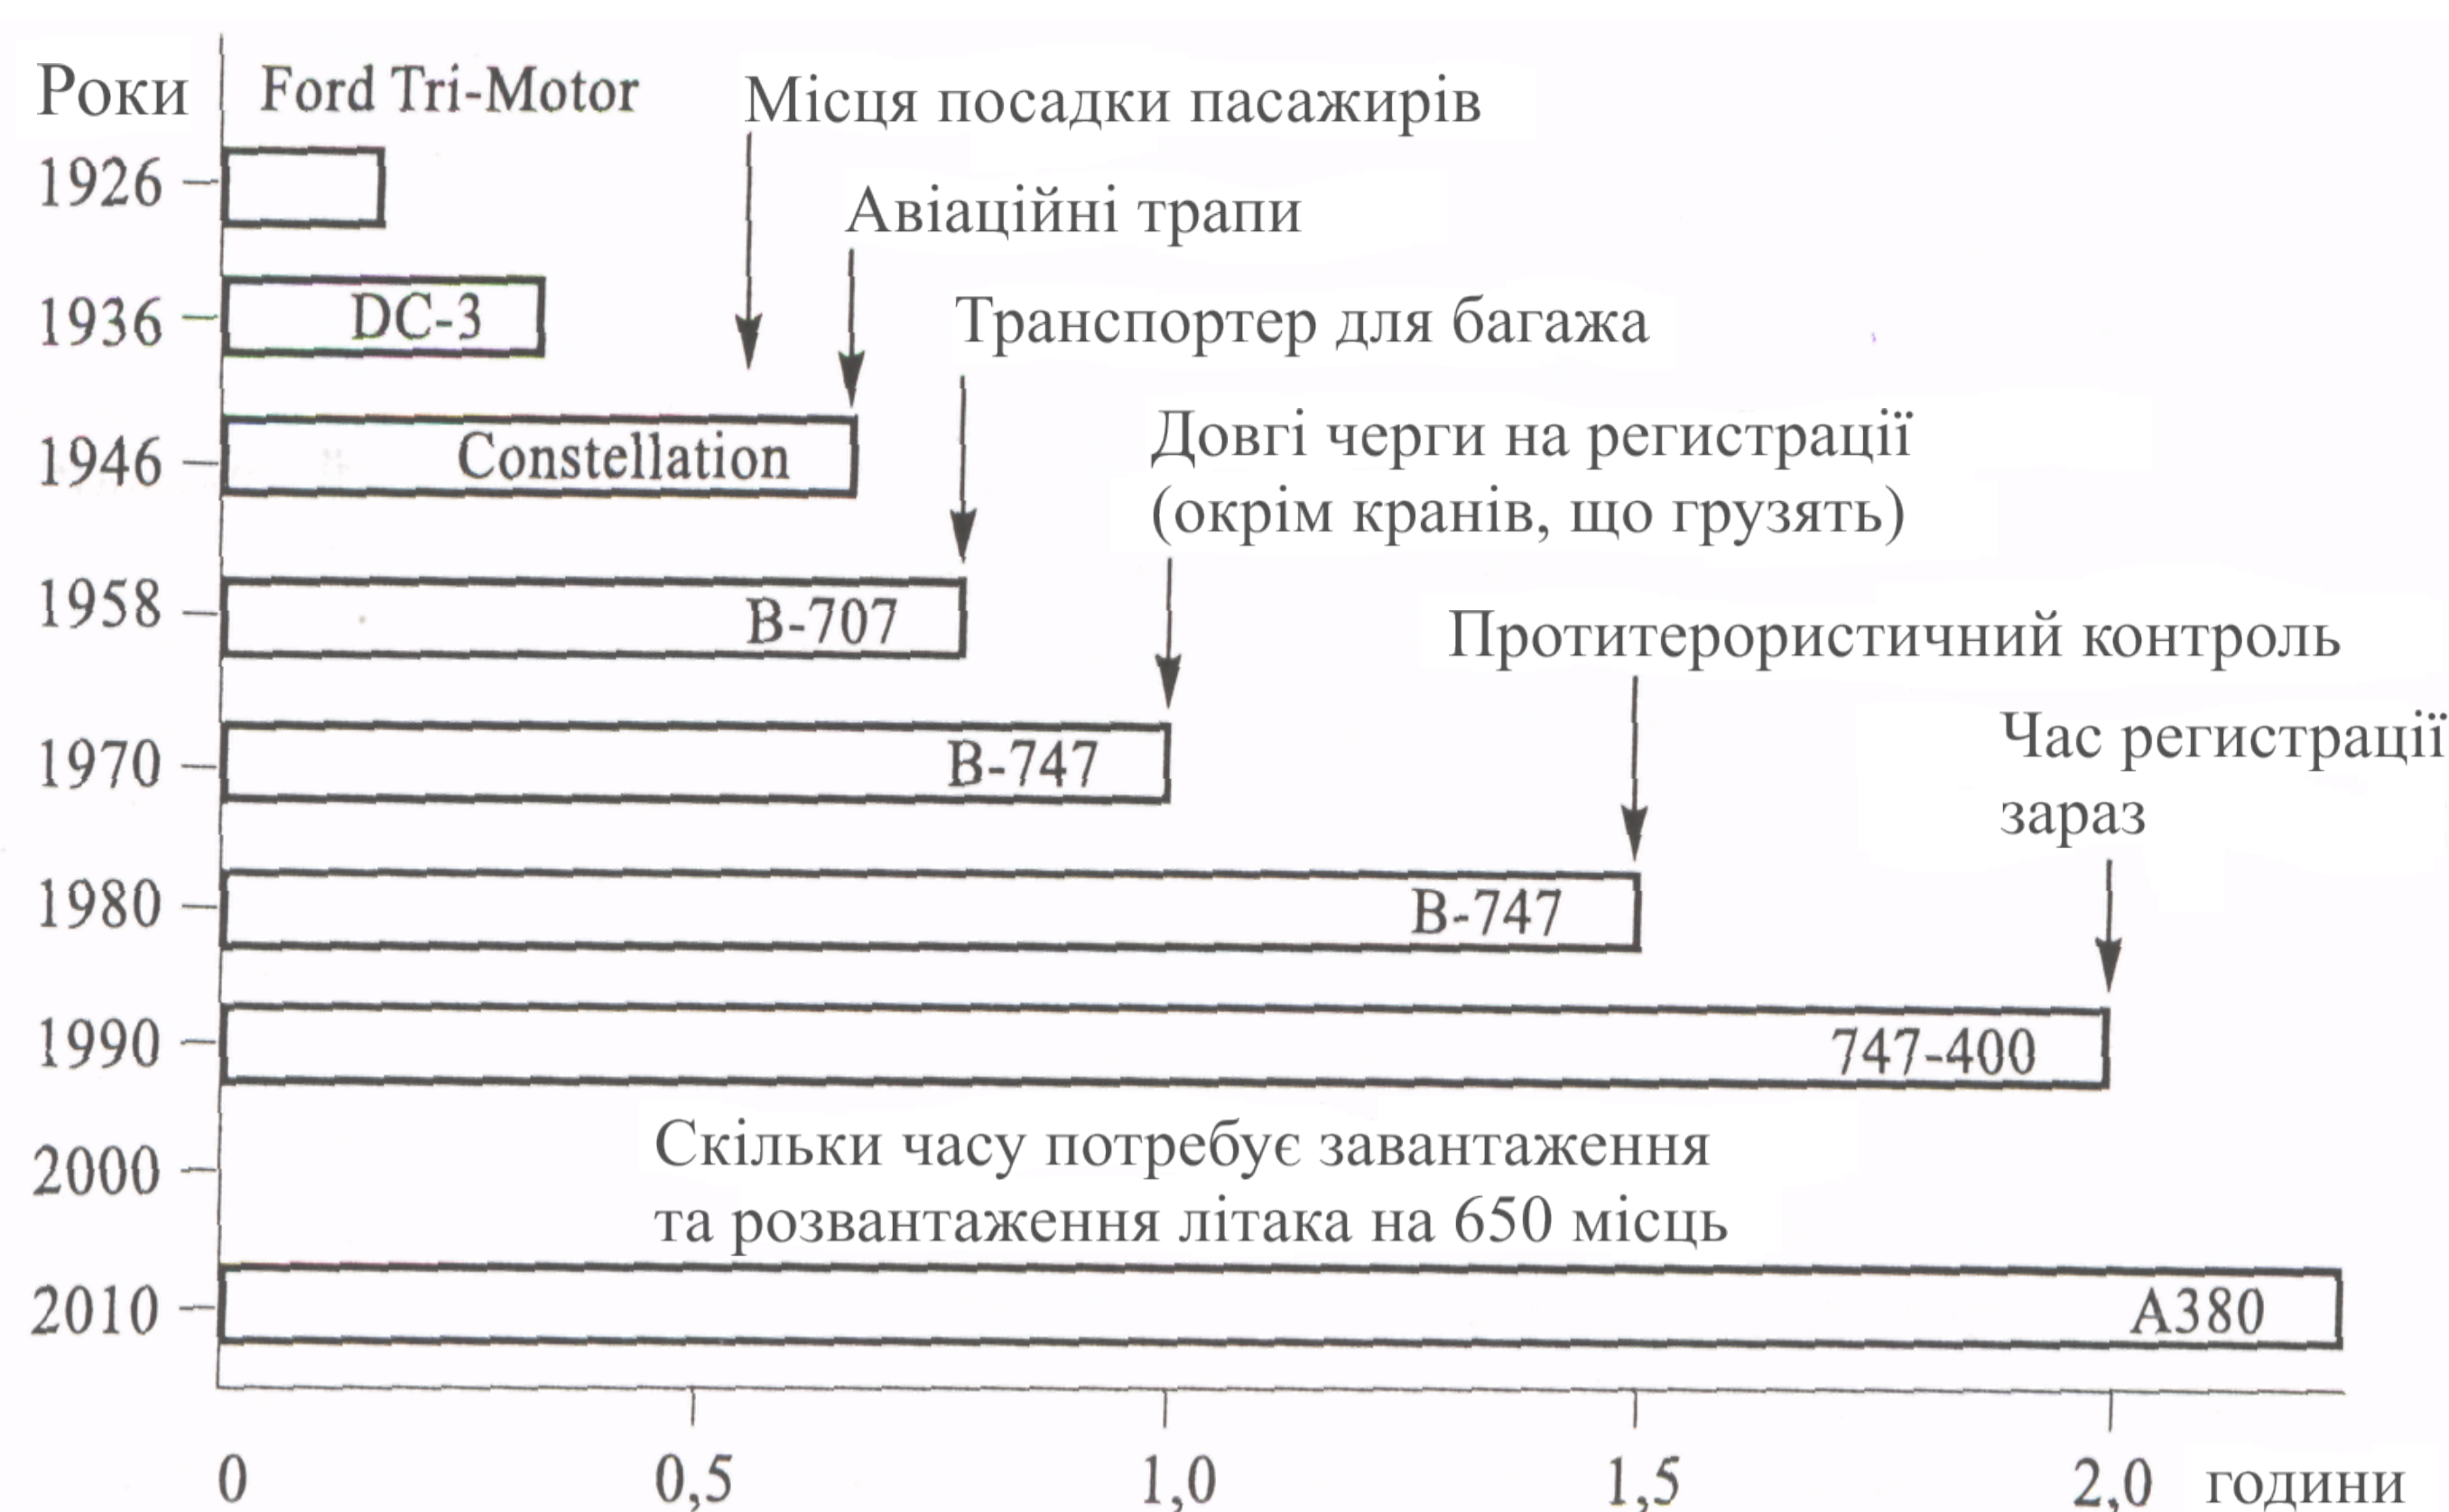 Роки
Ford Tri-Motor
Місця посадки пасажирів
1926
Авіаційні трапи
1936
DC-3
Транспортер для багажа
Довгі черги на регистрації
(окрім кранів, що грузять)
1946
Constellation
1958
B-707
Протитерористичний контроль
Час регистрації
зараз
1970
B-747
1980
B-747
1990
747-400
Скільки часу потребує завантаження
та розвантаження літака на 650 місць
2000
2010
A380
0
0,5
1,0
1,5
2,0
години